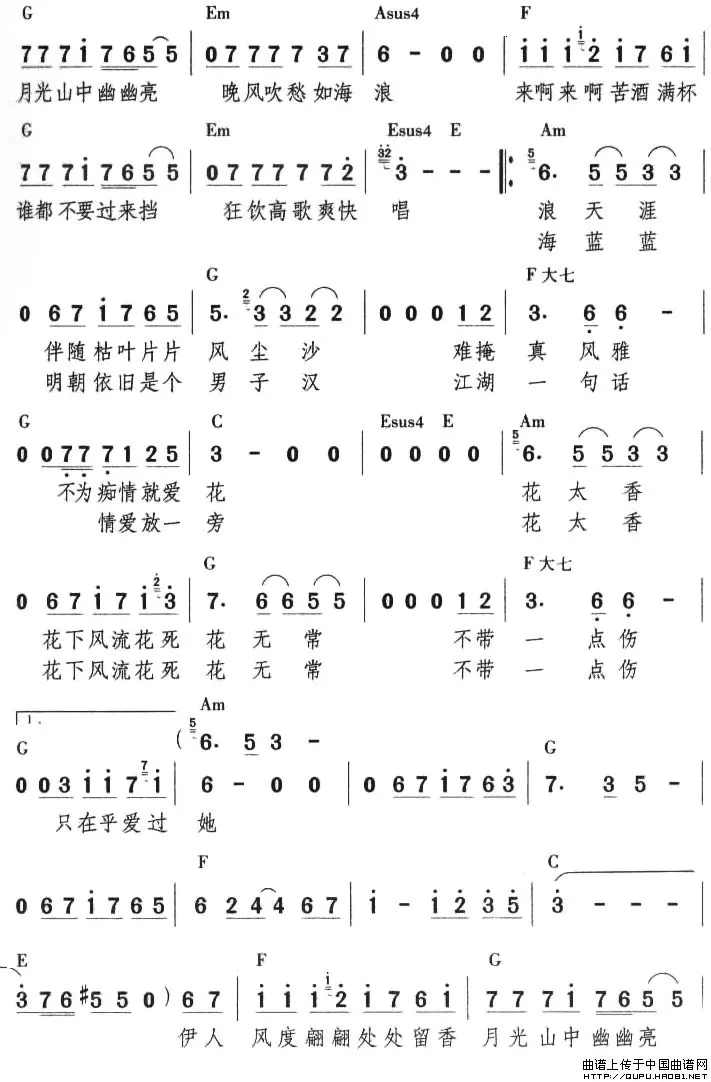 G Em Asus4 F
7 7 7 i 7 6 5 5 | 0 7 7 7 7 7 3 7 | 6 - 0 0 | i i i i 2 i 7 6 i
月光山中幽幽亮 晚风吹愁如海 浪 来啊来啊苦酒满杯
G Em Esus4 E Am
7 7 7 i 7 6 5 5 | 0 7 7 7 7 7 7 2 | 32 3 - - - 5 6. 5 5 3 3
谁都不要过来挡 狂饮高歌爽快 唱 浪天涯
海蓝蓝
G F大七
0 6 7 i 7 6 5 | 5. 2 3 3 2 2 | 0 0 0 1 2 | 3. 6 6 -
伴随枯叶片片 风尘沙 难掩 真风雅
明朝依旧是个 男子汉 江湖 一句话
G C Esus4 E Am
0 0 7 7 7 1 2 5 | 3 - 0 0 | 0 0 0 0 | 5 6. 5 5 3 3
不为痴情就爱 花 花太香
情爱放一 旁 花太香
G F大七
0 6 7 i 7 i 2 3 | 7. 6 6 5 5 | 0 0 0 1 2 | 3. 6 6 -
花下风流花死 花无常 不带 一点伤
花下风流花死 花无常 不带 一点伤
1. Am
G ( 5 6. 5 3 - G
0 0 3 i i 7 7 i | 6 - 0 0 | 0 6 7 i 7 6 3 | 7. 3 5 -
只在乎爱过 她
F C
0 6 7 i 7 6 5 | 6 2 4 4 6 7 | i - i 2 3 5 | 3 - - -
E F G
3 7 6 #5 5 0 ) 6 7 | i i i i 2 i 7 6 i | 7 7 7 i 7 6 5 5
伊人 风度翩翩处处留香 月光山中幽幽亮
曲谱上传于中国曲谱网
HTTP://QUPU.HAO81.NET